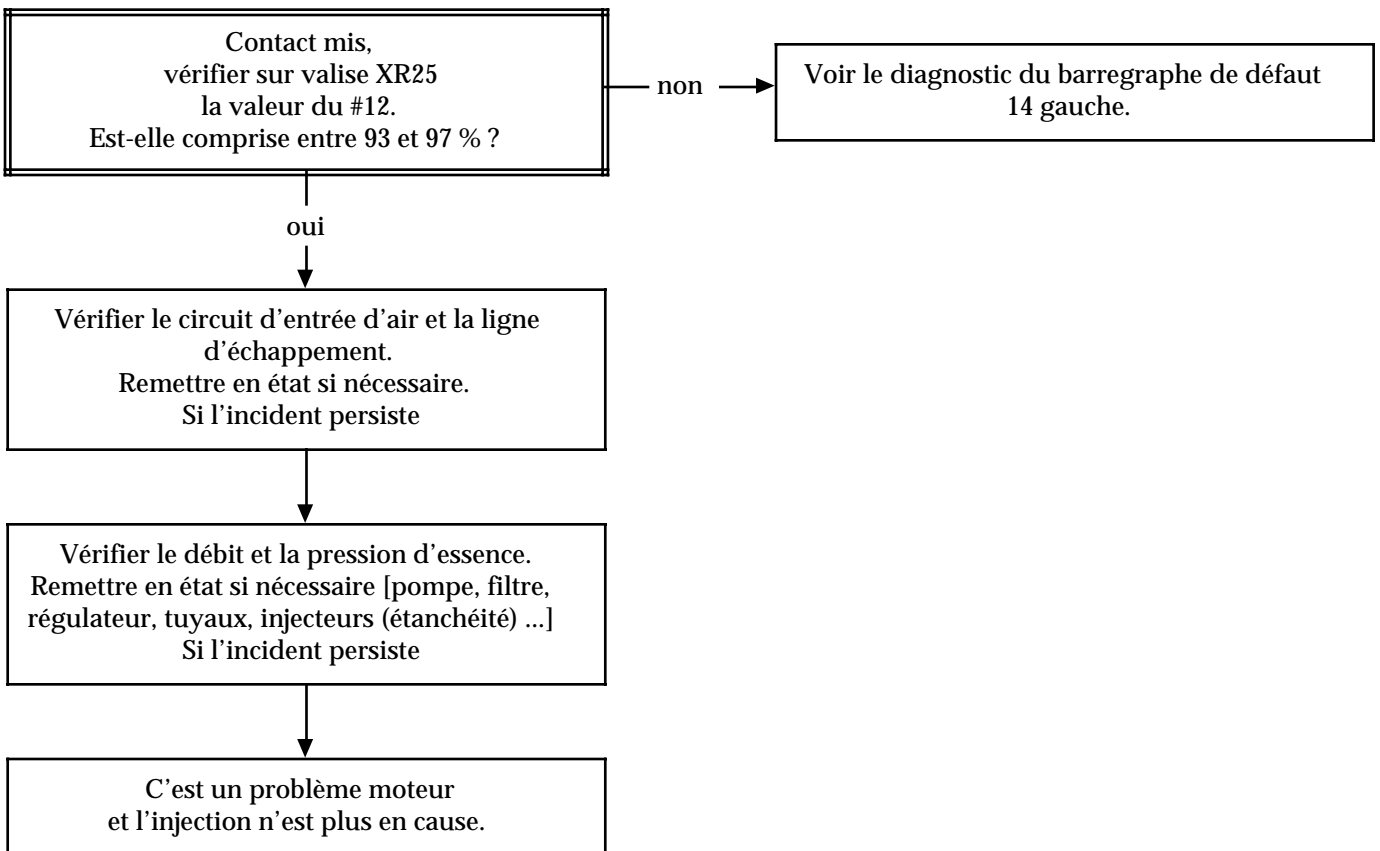 Contact mis,
vérifier sur valise XR25
la valeur du #12.
Est-elle comprise entre 93 et 97 % ?
non
Voir le diagnostic du barregraphe de défaut
14 gauche.
oui
Vérifier le circuit d’entrée d’air et la ligne
d’échappement.
Remettre en état si nécessaire.
Si l’incident persiste
Vérifier le débit et la pression d’essence.
Remettre en état si nécessaire [pompe, filtre,
régulateur, tuyaux, injecteurs (étanchéité) ...]
Si l’incident persiste
C’est un problème moteur
et l’injection n’est plus en cause.